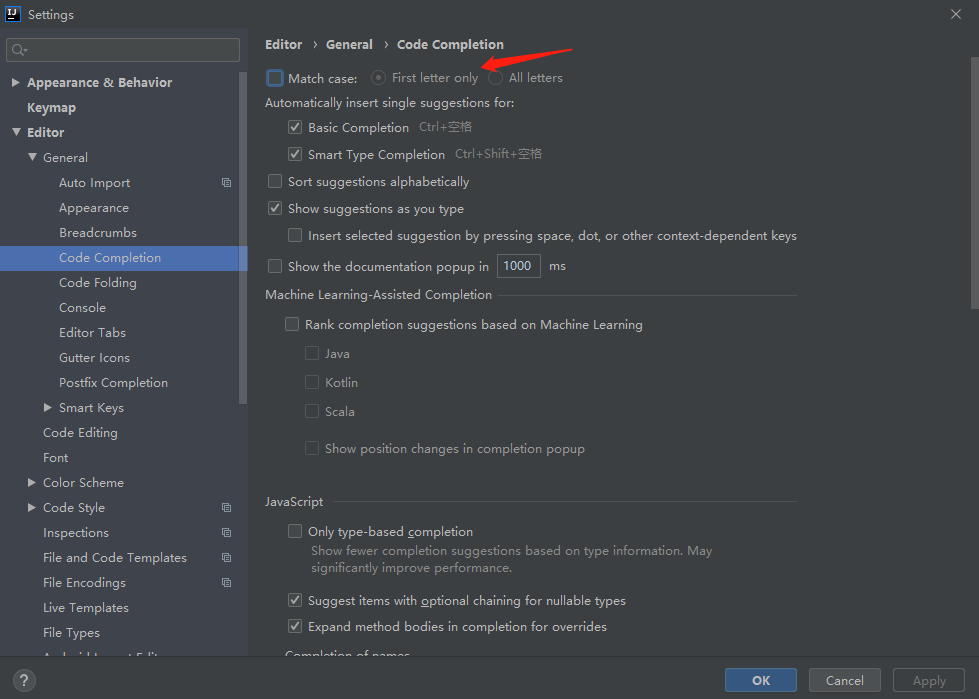 IJ
Settings
Appearance & Behavior
Keymap
Editor
General
Auto Import
Appearance
Breadcrumbs
Code Completion
Code Folding
Console
Editor Tabs
Gutter Icons
Postfix Completion
Smart Keys
Code Editing
Font
Color Scheme
Code Style
Inspections
File and Code Templates
File Encodings
Live Templates
File Types
Editor › General › Code Completion
Match case: First letter only All letters
Automatically insert single suggestions for:
Basic Completion Ctrl+空格
Smart Type Completion Ctrl+Shift+空格
Sort suggestions alphabetically
Show suggestions as you type
Insert selected suggestion by pressing space, dot, or other context-dependent keys
Show the documentation popup in 1000 ms
Machine Learning-Assisted Completion
Rank completion suggestions based on Machine Learning
Java
Kotlin
Scala
Show position changes in completion popup
JavaScript
Only type-based completion
Show fewer completion suggestions based on type information. May
significantly improve performance.
Suggest items with optional chaining for nullable types
Expand method bodies in completion for overrides
Completion of names
?
OK Cancel Apply